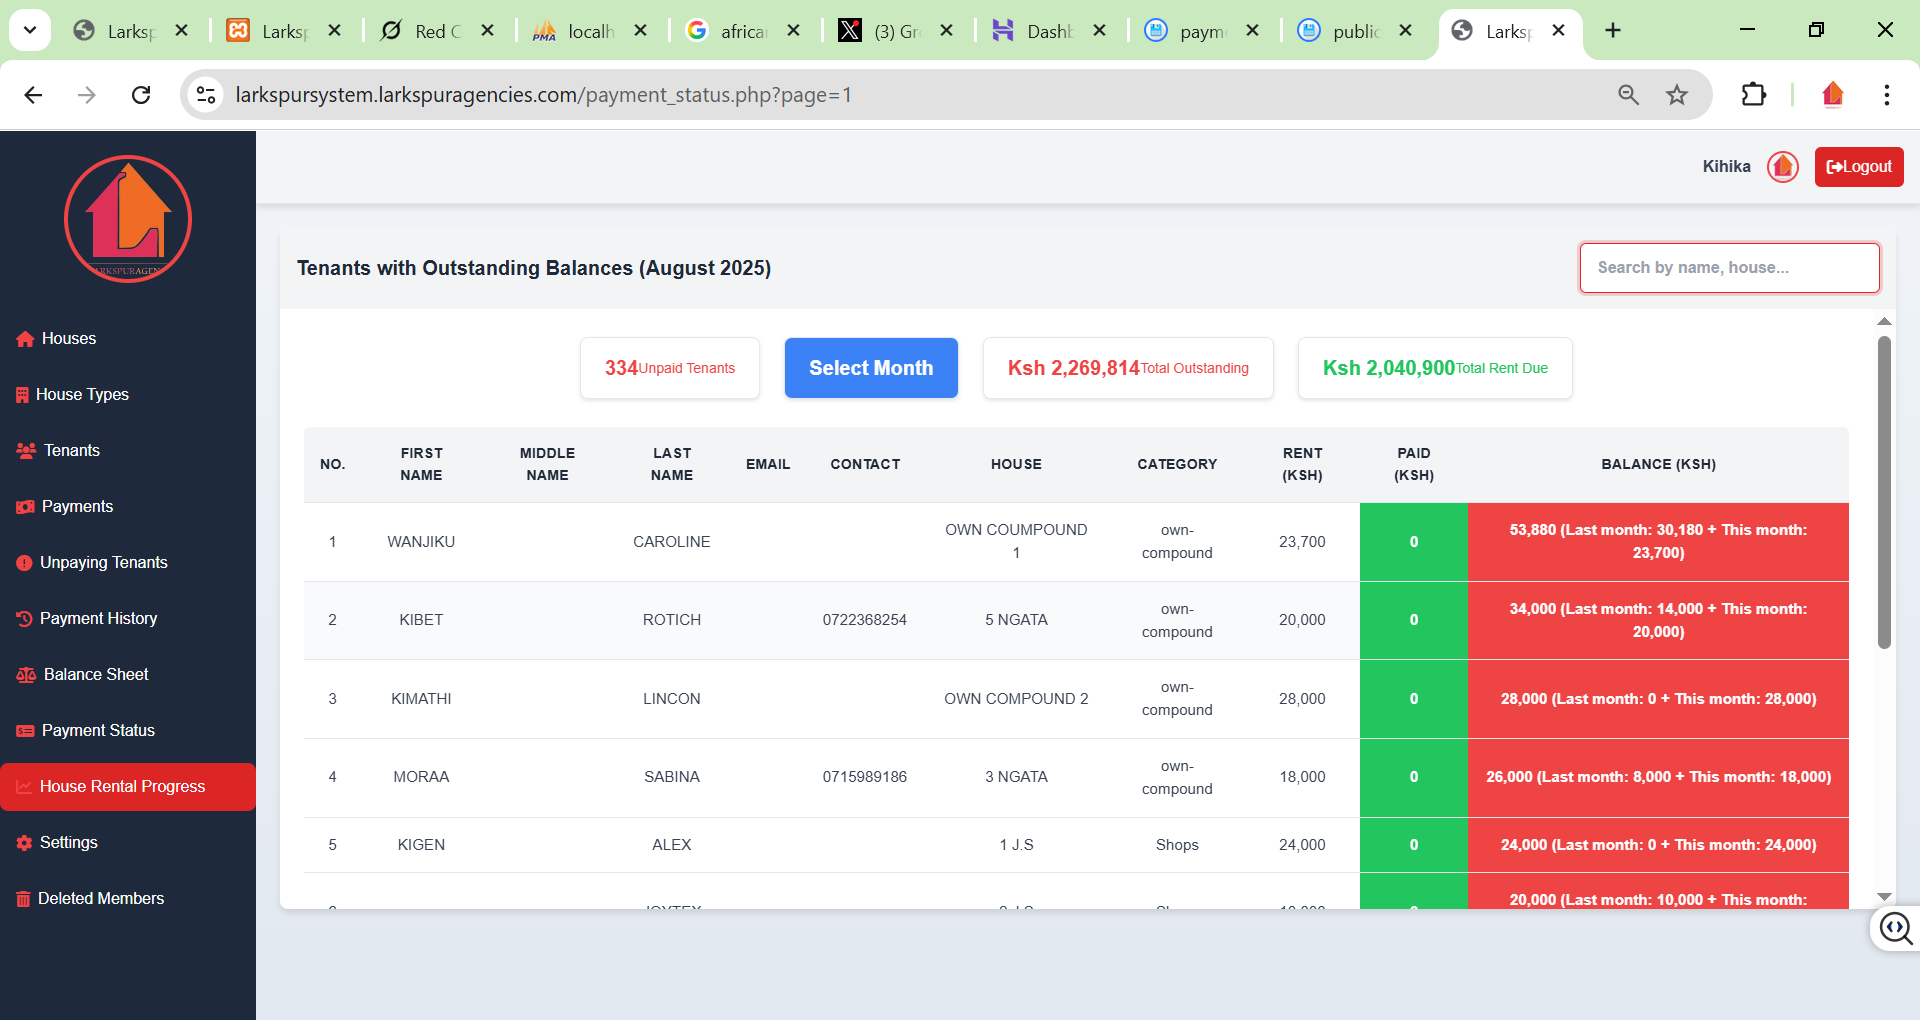 Larksp
Larksp
Red C
localh
africa
(3) Gr
Dashb
payme
public
Larksp
larkspursystem.larkspuragencies.com/payment_status.php?page=1
Kihika
Logout
Houses
House Types
Tenants
Payments
Unpaying Tenants
Payment History
Balance Sheet
Payment Status
House Rental Progress
Settings
Deleted Members
Tenants with Outstanding Balances (August 2025)
Search by name, house...
334 Unpaid Tenants
Select Month
Ksh 2,269,814 Total Outstanding
Ksh 2,040,900 Total Rent Due
NO. FIRST NAME MIDDLE NAME LAST NAME EMAIL CONTACT HOUSE CATEGORY RENT (KSH) PAID (KSH) BALANCE (KSH)
1 WANJIKU CAROLINE OWN COUMPOUND 1 own-compound 23,700 0 53,880 (Last month: 30,180 + This month: 23,700)
2 KIBET ROTICH 0722368254 5 NGATA own-compound 20,000 0 34,000 (Last month: 14,000 + This month: 20,000)
3 KIMATHI LINCON OWN COMPOUND 2 own-compound 28,000 0 28,000 (Last month: 0 + This month: 28,000)
4 MORAA SABINA 0715989186 3 NGATA own-compound 18,000 0 26,000 (Last month: 8,000 + This month: 18,000)
5 KIGEN ALEX 1 J.S Shops 24,000 0 24,000 (Last month: 0 + This month: 24,000)
20,000 (Last month: 10,000 + This month: